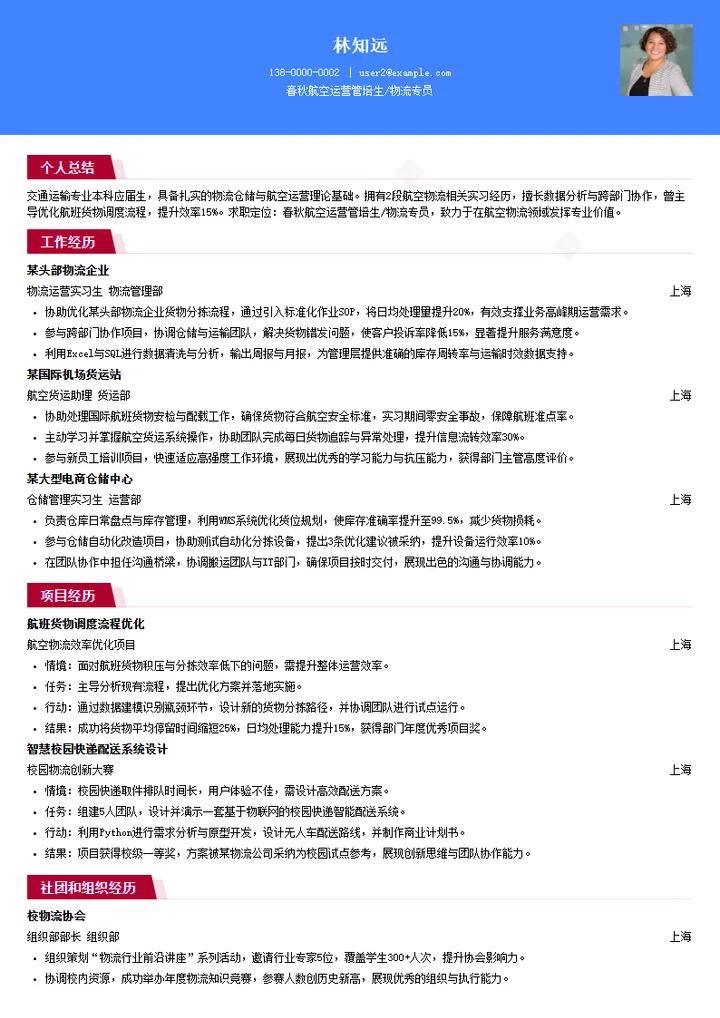 林知远
138-0000-0002 | user2@example.com
春秋航空运营管培生/物流专员
个人总结
交通运输专业本科应届生，具备扎实的物流仓储与航空运营理论基础。拥有2段航空物流相关实习经历，擅长数据分析与跨部门协作，曾主
导优化航班货物调度流程，提升效率15%。求职定位：春秋航空运营管培生/物流专员，致力于在航空物流领域发挥专业价值。
工作经历
某头部物流企业
物流运营实习生 物流管理部 上海
• 协助优化某头部物流企业货物分拣流程，通过引入标准化作业SOP，将日均处理量提升20%，有效支撑业务高峰期运营需求。
• 参与跨部门协作项目，协调仓储与运输团队，解决货物错发问题，使客户投诉率降低15%，显著提升服务满意度。
• 利用Excel与SQL进行数据清洗与分析，输出周报与月报，为管理层提供准确的库存周转率与运输时效数据支持。
某国际机场货运站
航空货运助理 货运部 上海
• 协助处理国际航班货物安检与配载工作，确保货物符合航空安全标准，实习期间零安全事故，保障航班准点率。
• 主动学习并掌握航空货运系统操作，协助团队完成每日货物追踪与异常处理，提升信息流转效率30%。
• 参与新员工培训项目，快速适应高强度工作环境，展现出优秀的学习能力与抗压能力，获得部门主管高度评价。
某大型电商仓储中心
仓储管理实习生 运营部 上海
• 负责仓库日常盘点与库存管理，利用WMS系统优化货位规划，使库存准确率提升至99.5%，减少货物损耗。
• 参与仓储自动化改造项目，协助测试自动化分拣设备，提出3条优化建议被采纳，提升设备运行效率10%。
• 在团队协作中担任沟通桥梁，协调搬运团队与IT部门，确保项目按时交付，展现出色的沟通与协调能力。
项目经历
航班货物调度流程优化
航空物流效率优化项目 上海
• 情境：面对航班货物积压与分拣效率低下的问题，需提升整体运营效率。
• 任务：主导分析现有流程，提出优化方案并落地实施。
• 行动：通过数据建模识别瓶颈环节，设计新的货物分拣路径，并协调团队进行试点运行。
• 结果：成功将货物平均停留时间缩短25%，日均处理能力提升15%，获得部门年度优秀项目奖。
智慧校园快递配送系统设计
校园物流创新大赛 上海
• 情境：校园快递取件排队时间长，用户体验不佳，需设计高效配送方案。
• 任务：组建5人团队，设计并演示一套基于物联网的校园快递智能配送系统。
• 行动：利用Python进行需求分析与原型开发，设计无人车配送路线，并制作商业计划书。
• 结果：项目获得校级一等奖，方案被某物流公司采纳为校园试点参考，展现创新思维与团队协作能力。
社团和组织经历
校物流协会
组织部部长 组织部 上海
• 组织策划“物流行业前沿讲座”系列活动，邀请行业专家5位，覆盖学生300+人次，提升协会影响力。
• 协调校内资源，成功举办年度物流知识竞赛，参赛人数创历史新高，展现优秀的组织与执行能力。